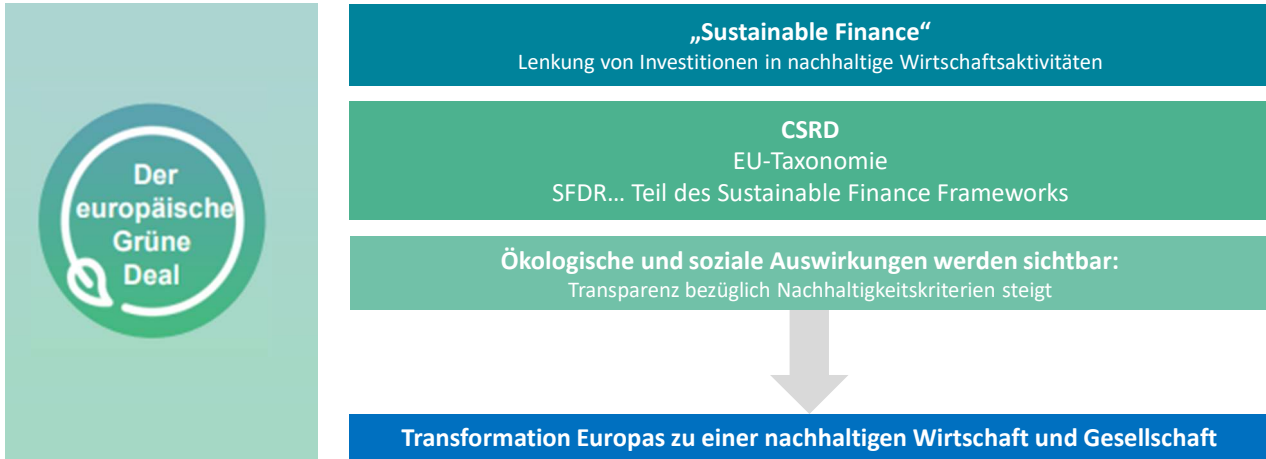 Der
europäische
Grüne
Deal
„Sustainable Finance“
Lenkung von Investitionen in nachhaltige Wirtschaftsaktivitäten
CSRD
EU-Taxonomie
SFDR... Teil des Sustainable Finance Frameworks
Ökologische und soziale Auswirkungen werden sichtbar:
Transparenz bezüglich Nachhaltigkeitskriterien steigt
Transformation Europas zu einer nachhaltigen Wirtschaft und Gesellschaft